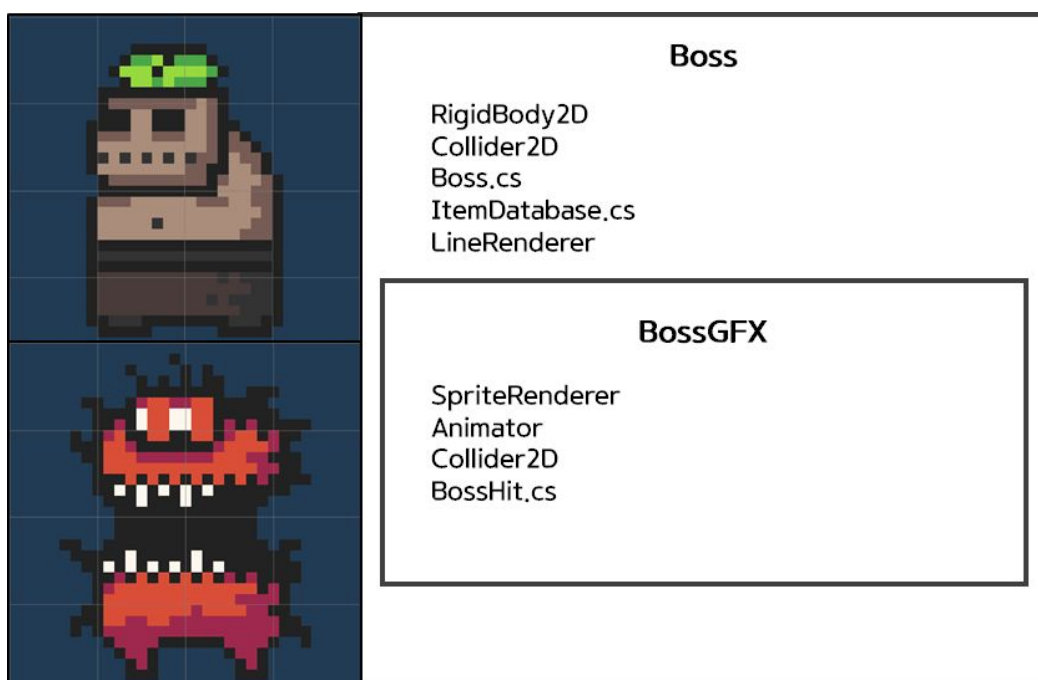 Boss
RigidBody2D
Collider2D
Boss.cs
ItemDatabase.cs
LineRenderer
BossGFX
SpriteRenderer
Animator
Collider2D
BossHit.cs